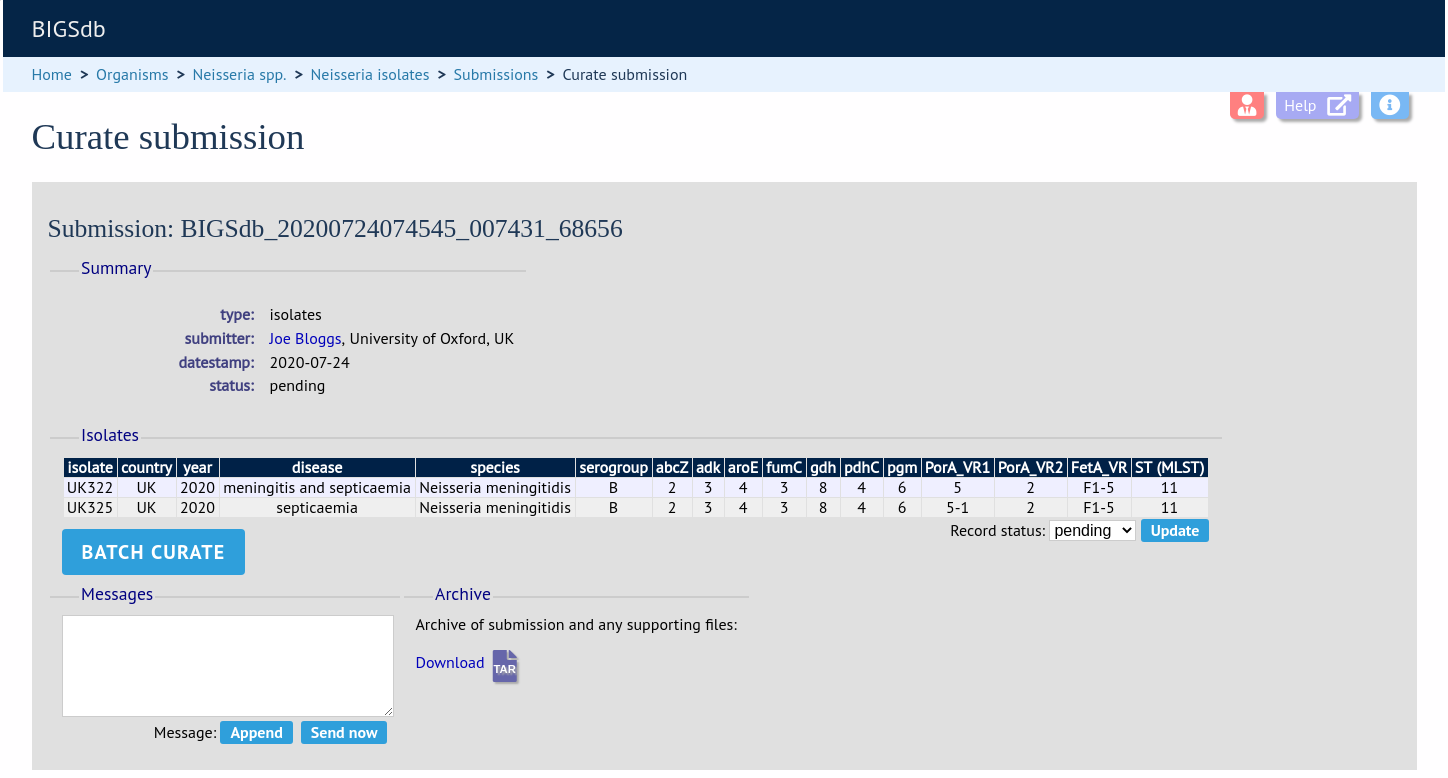 BIGSdb
Home > Organisms > Neisseria spp. > Neisseria isolates > Submissions > Curate submission
Help
Curate submission
Submission: BIGSdb_20200724074545_007431_68656
Summary
type: isolates
submitter: Joe Bloggs, University of Oxford, UK
datestamp: 2020-07-24
status: pending
Isolates
isolate country year disease species serogroup abcZ adk aroE fumC gdh pdhC pgm PorA_VR1 PorA_VR2 FetA_VR ST (MLST)
UK322 UK 2020 meningitis and septicaemia Neisseria meningitidis B 2 3 4 3 8 4 6 5 2 F1-5 11
UK325 UK 2020 septicaemia Neisseria meningitidis B 2 3 4 3 8 4 6 5-1 2 F1-5 11
Record status: pending Update
BATCH CURATE
Messages
Message: Append Send now
Archive
Archive of submission and any supporting files:
Download TAR